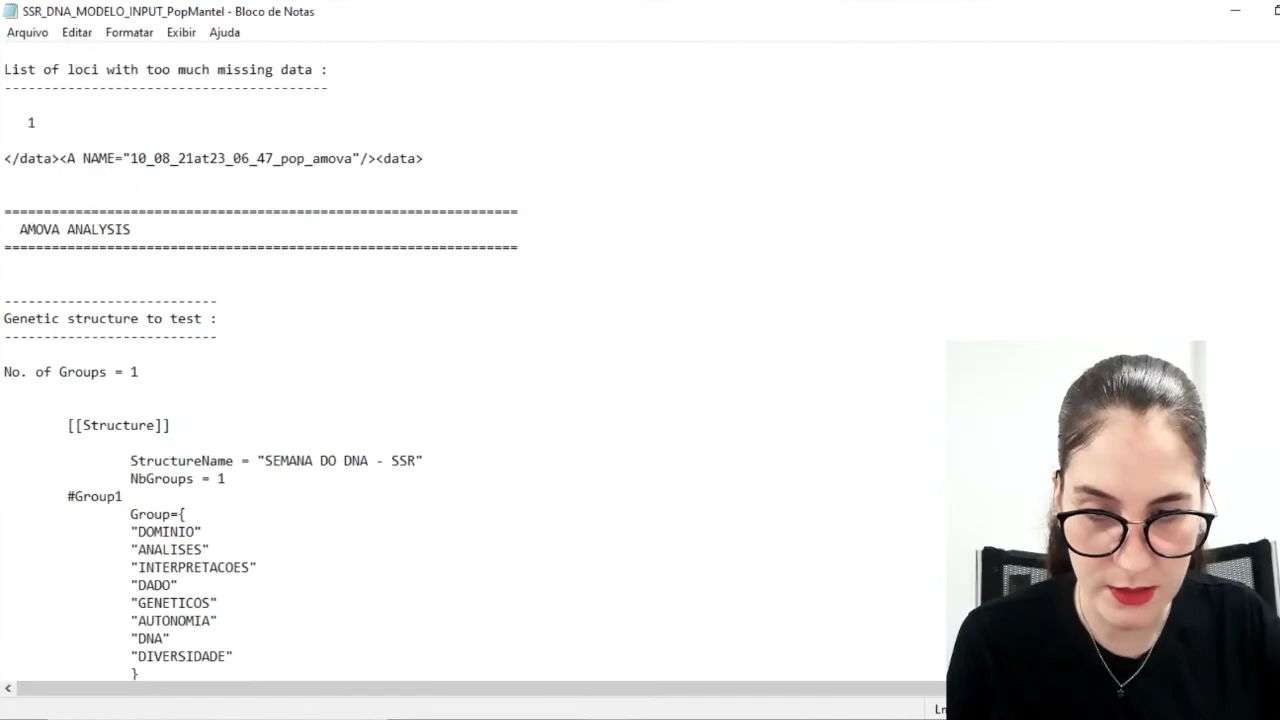 SSR_DNA_MODELO_INPUT_PopMantel - Bloco de Notas
Arquivo Editar Formatar Exibir Ajuda
List of loci with too much missing data :
-----------------------------------------
1
</data><A NAME="10_08_21at23_06_47_pop_amova"/><data>
=================================================================
AMOVA ANALYSIS
=================================================================
---------------------------
Genetic structure to test :
---------------------------
No. of Groups = 1
[[Structure]]
StructureName = "SEMANA DO DNA - SSR"
NbGroups = 1
#Group1
Group={
"DOMINIO"
"ANALISES"
"INTERPRETACOES"
"DADO"
"GENETICOS"
"AUTONOMIA"
"DNA"
"DIVERSIDADE"
}